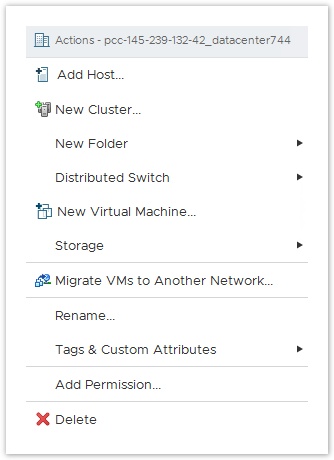 Actions - pcc-145-239-132-42_datacenter744
Add Host...
New Cluster...
New Folder
Distributed Switch
New Virtual Machine...
Storage
Migrate VMs to Another Network...
Rename...
Tags & Custom Attributes
Add Permission...
Delete